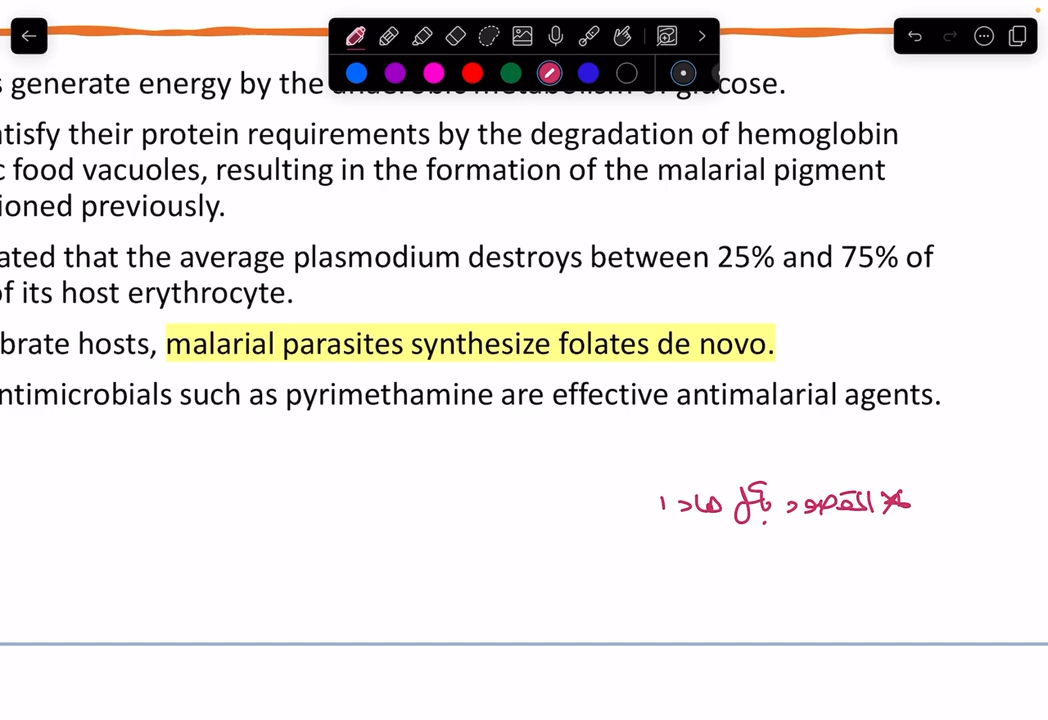 s generate energy by the anaerobic metabolism of glucose.
atisfy their protein requirements by the degradation of hemoglobin
c food vacuoles, resulting in the formation of the malarial pigment
ioned previously.
ated that the average plasmodium destroys between 25% and 75% of
of its host erythrocyte.
brate hosts, malarial parasites synthesize folates de novo.
ntimicrobials such as pyrimethamine are effective antimalarial agents.
* المقصود بكل هادا